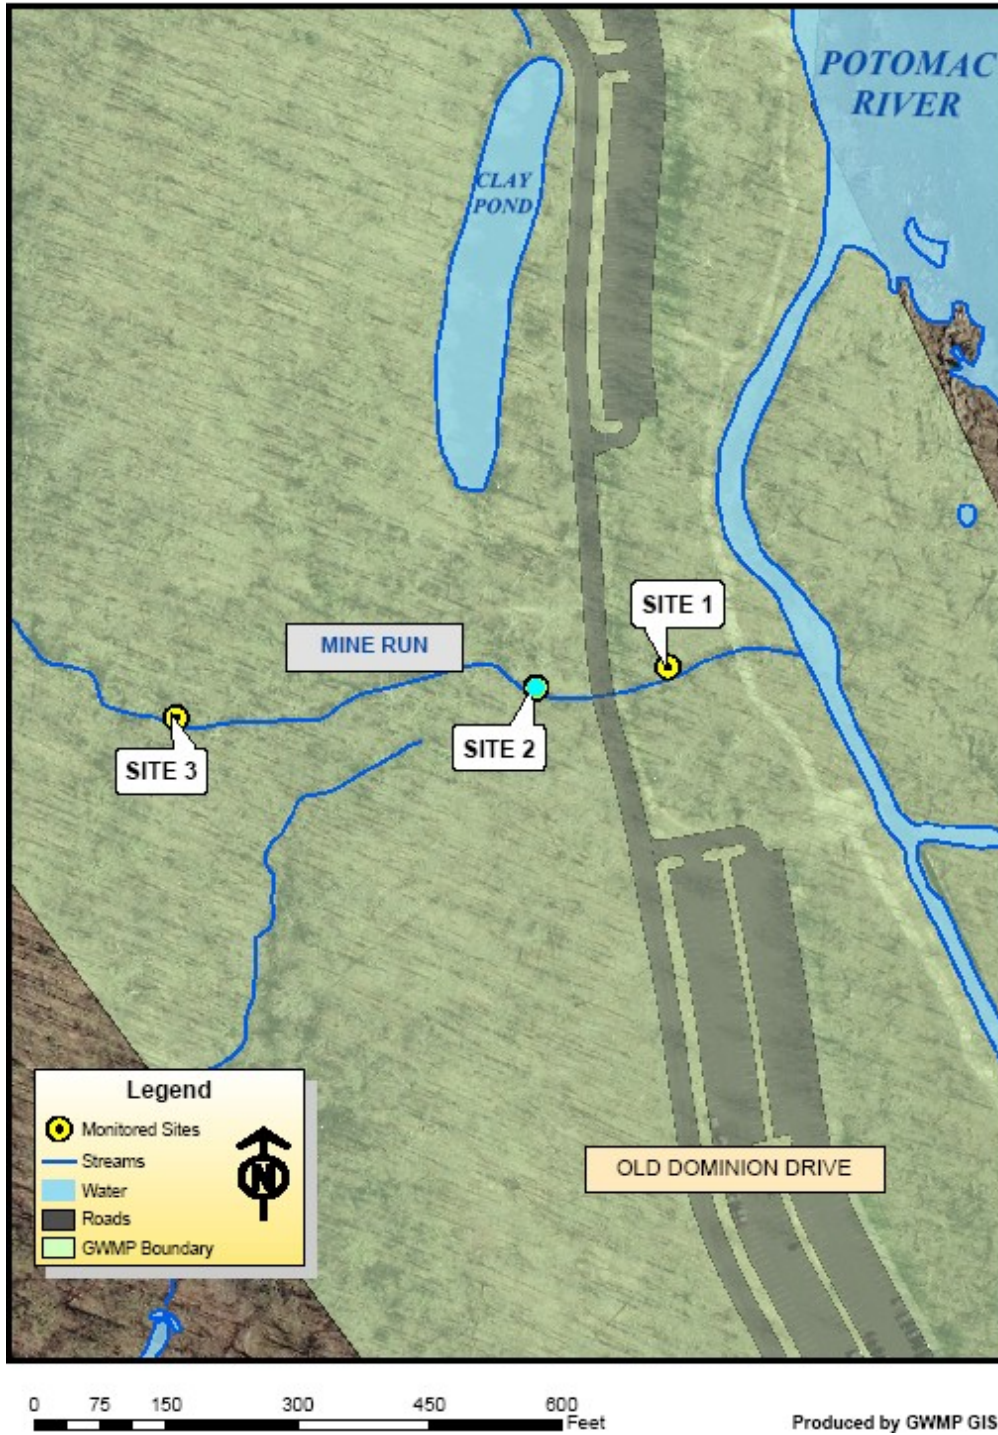 POTOMAC
RIVER
CLAY
POND
SITE 1
MINE RUN
SITE 2
SITE 3
Legend
Monitored Sites
Streams
Water
Roads
GWMP Boundary
N
OLD DOMINION DRIVE
0 75 150 300 450 600
Feet
Produced by GWMP GIS